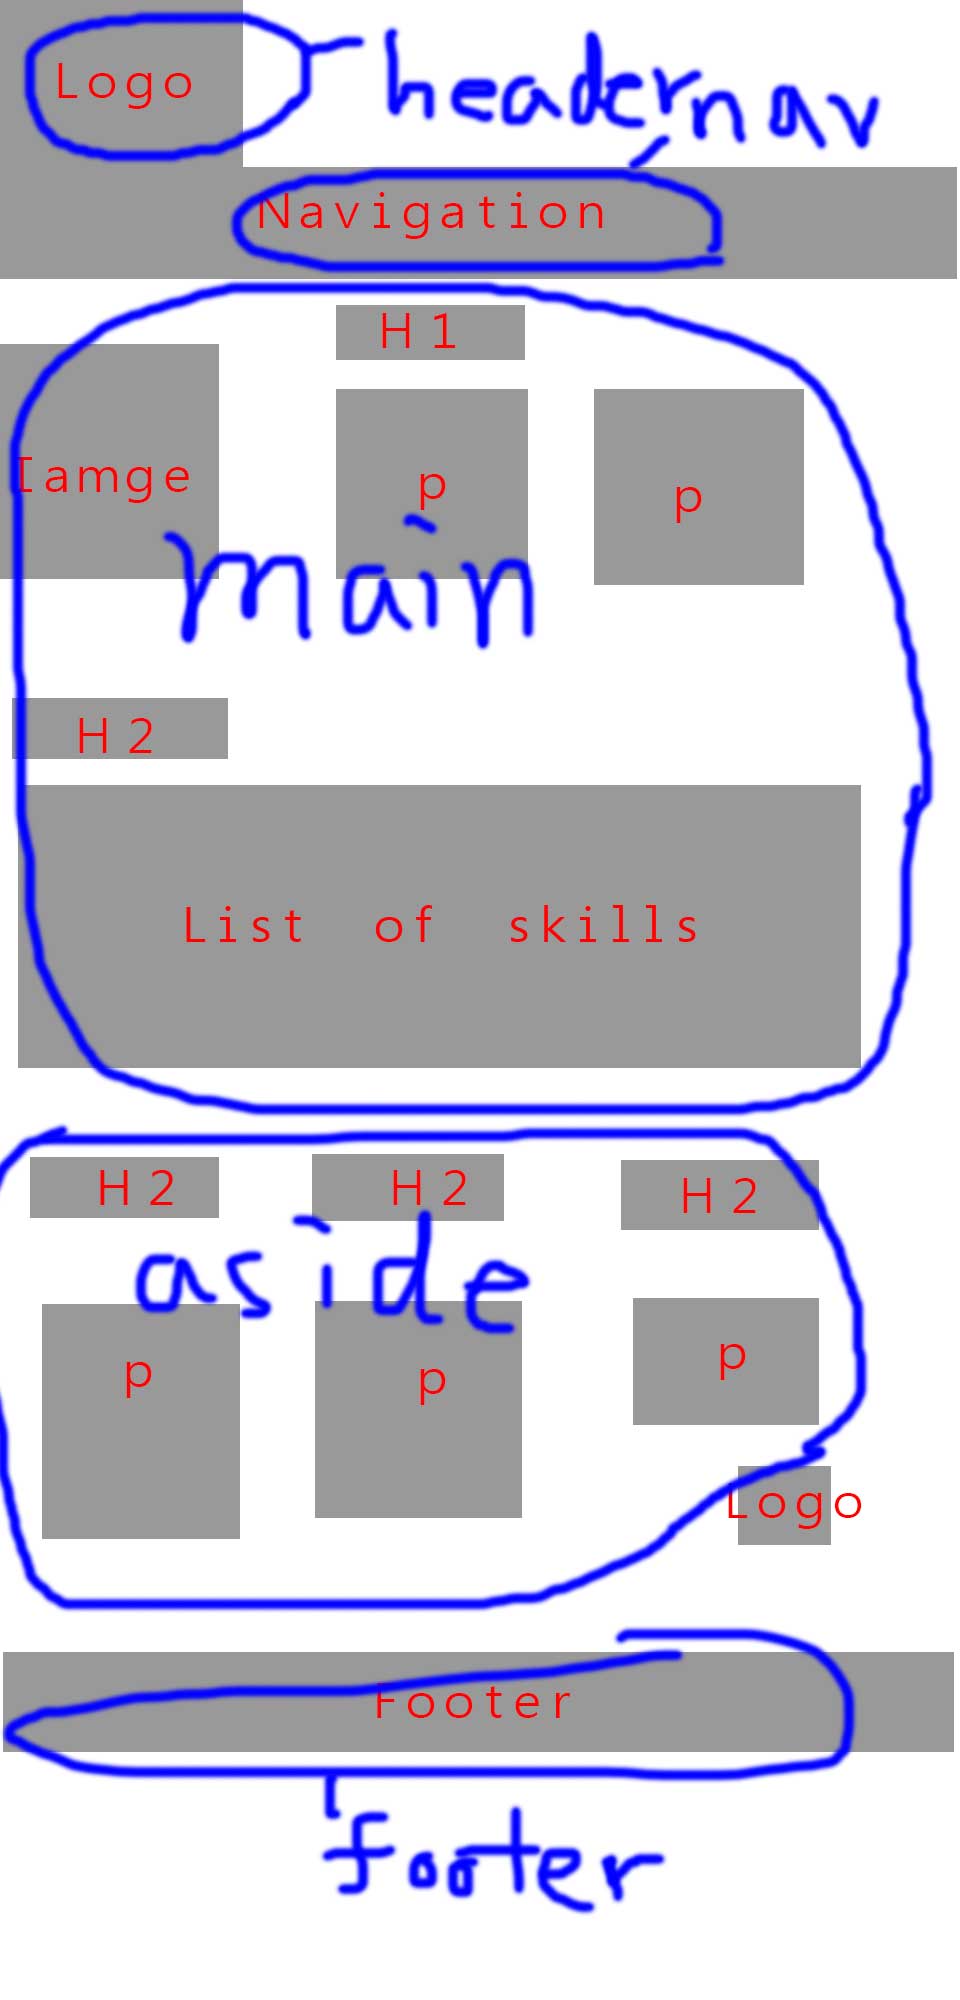 Logo
header
nav
Navigation
H1
Iamge
p
p
main
H2
List of skills
H2
H2
H2
aside
p
p
p
Logo
Footer
footer